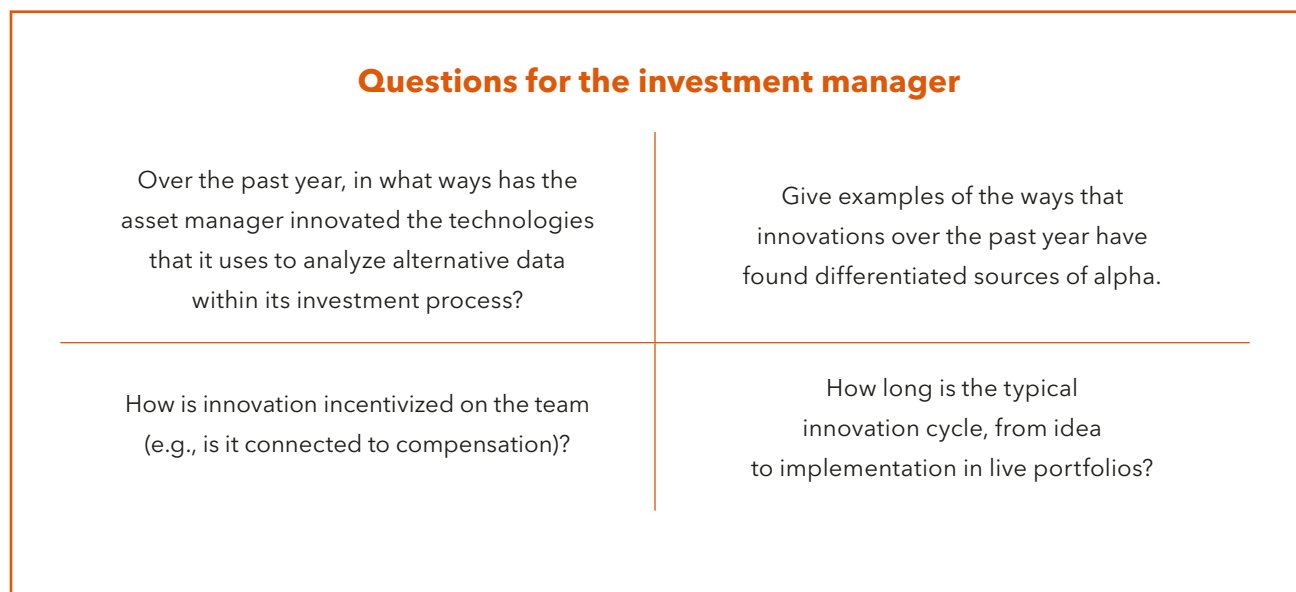 Questions for the investment manager
Over the past year, in what ways has the
asset manager innovated the technologies
that it uses to analyze alternative data
within its investment process?
Give examples of the ways that
innovations over the past year have
found differentiated sources of alpha.
How is innovation incentivized on the team
(e.g., is it connected to compensation)?
How long is the typical
innovation cycle, from idea
to implementation in live portfolios?